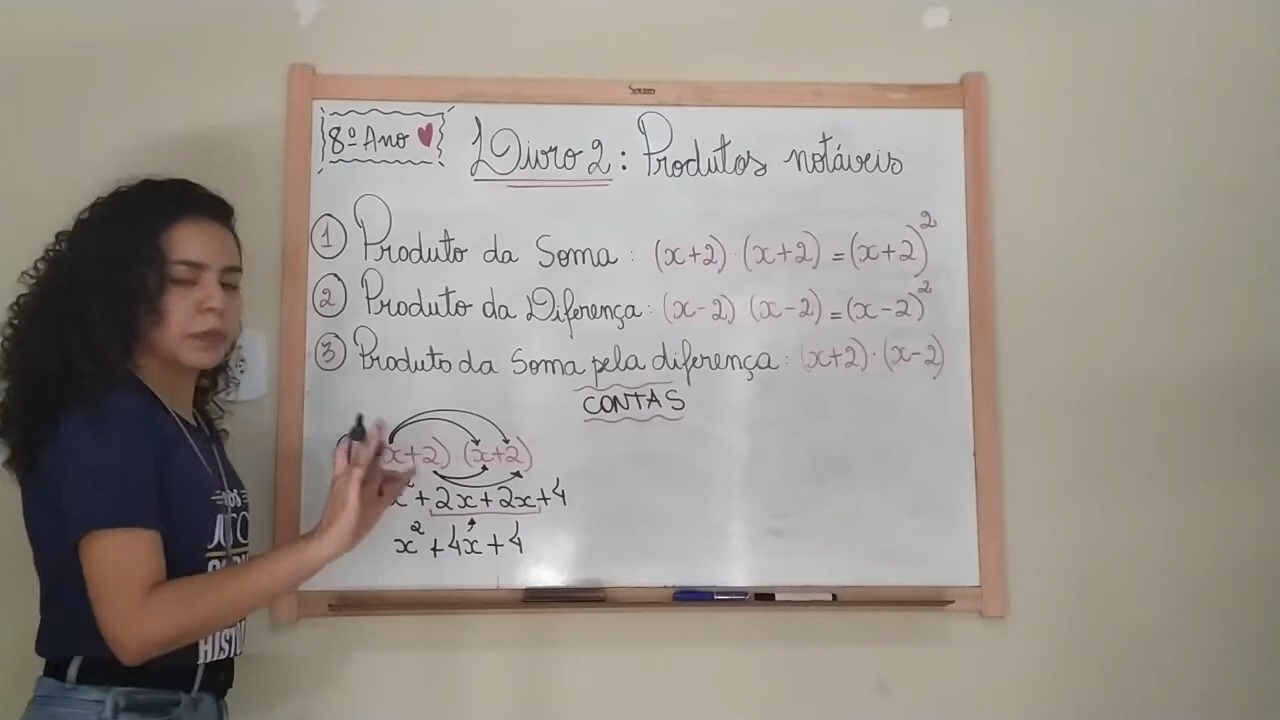 8º Ano ♥
Livro 2: Produtos notáveis
① Produto da Soma: (x+2)·(x+2) = (x+2)²
② Produto da Diferença: (x-2) (x-2) = (x-2)²
③ Produto da Soma pela diferença: (x+2)·(x-2)
CONTAS
x+2)·(x+2)
x²+2x+2x+4
x²+4x+4